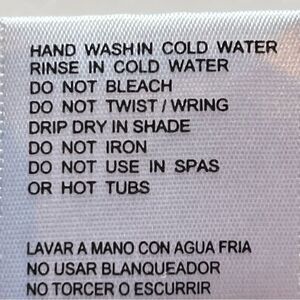 HAND WASHIN COLD WATER
RINSE IN COLD WATER
DO NOT BLEACH
DO NOT TWIST / WRING
DRIP DRY IN SHADE
DO NOT IRON
DO NOT USE IN SPAS
OR HOT TUBS
LAVAR A MANO CON AGUA FRIA
NO USAR BLANQUEADOR
NO TORCER O ESCURRIR